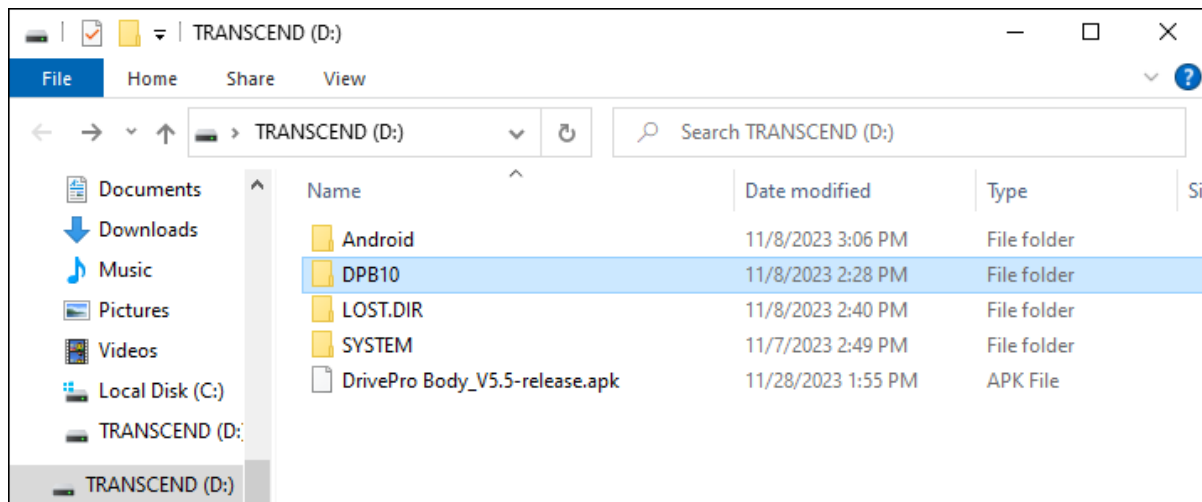 TRANSCEND (D:)
File Home Share View
TRANSCEND (D:) Search TRANSCEND (D:)
Documents
Downloads
Music
Pictures
Videos
Local Disk (C:)
TRANSCEND (D:
TRANSCEND (D:)
Name Date modified Type Si
Android 11/8/2023 3:06 PM File folder
DPB10 11/8/2023 2:28 PM File folder
LOST.DIR 11/8/2023 2:40 PM File folder
SYSTEM 11/7/2023 2:49 PM File folder
DrivePro Body_V5.5-release.apk 11/28/2023 1:55 PM APK File